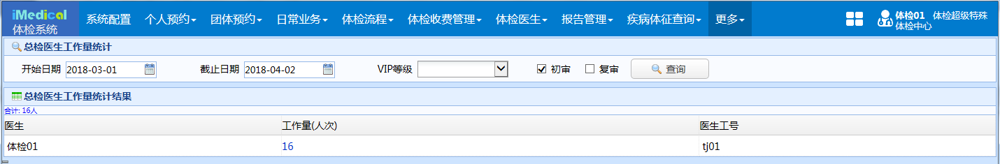 iMedical
体检系统
系统配置 个人预约 团体预约 日常业务 体检流程 体检收费管理 体检医生 报告管理 疾病体征查询 更多
体检01 体检超级特殊
体检中心
总检医生工作量统计
开始日期 2018-03-01 截止日期 2018-04-02 VIP等级 初审 复审 查询
总检医生工作量统计结果
合计: 16人
医生 工作量(人次) 医生工号
体检01 16 tj01